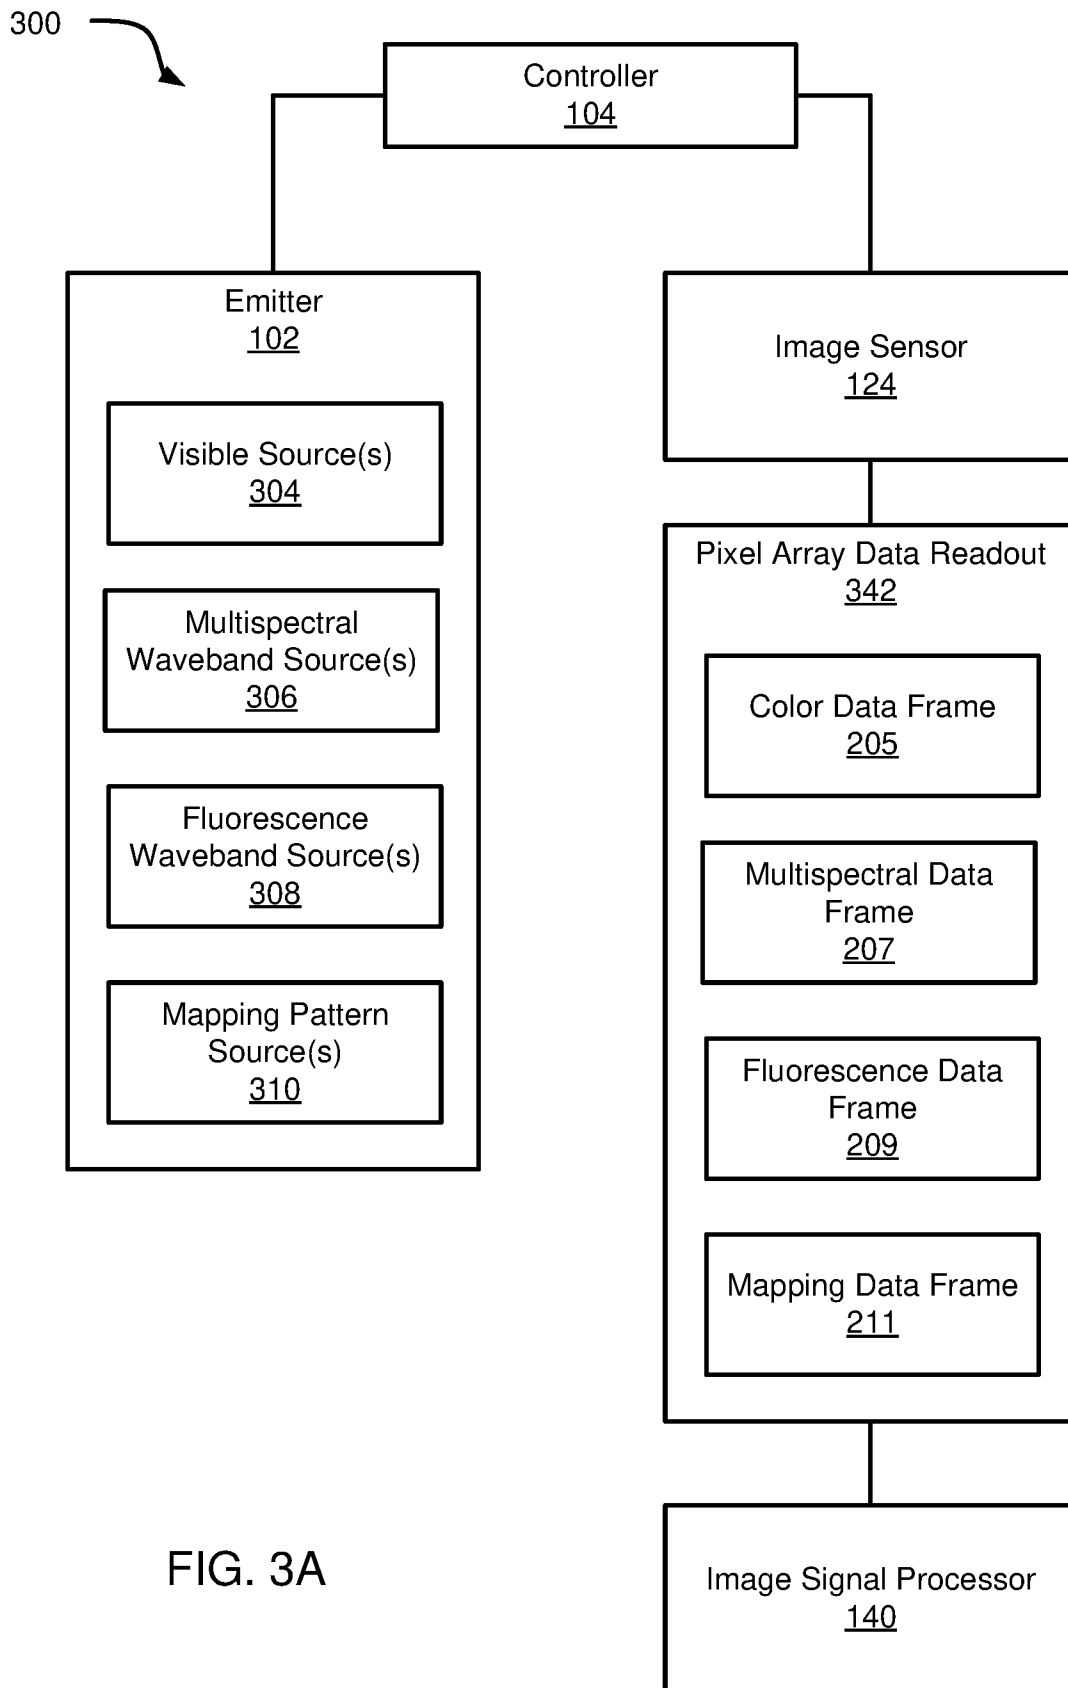 300
Controller
104
Emitter
102
Visible Source(s)
304
Multispectral
Waveband Source(s)
306
Fluorescence
Waveband Source(s)
308
Mapping Pattern
Source(s)
310
Image Sensor
124
Pixel Array Data Readout
342
Color Data Frame
205
Multispectral Data
Frame
207
Fluorescence Data
Frame
209
Mapping Data Frame
211
Image Signal Processor
140
FIG. 3A